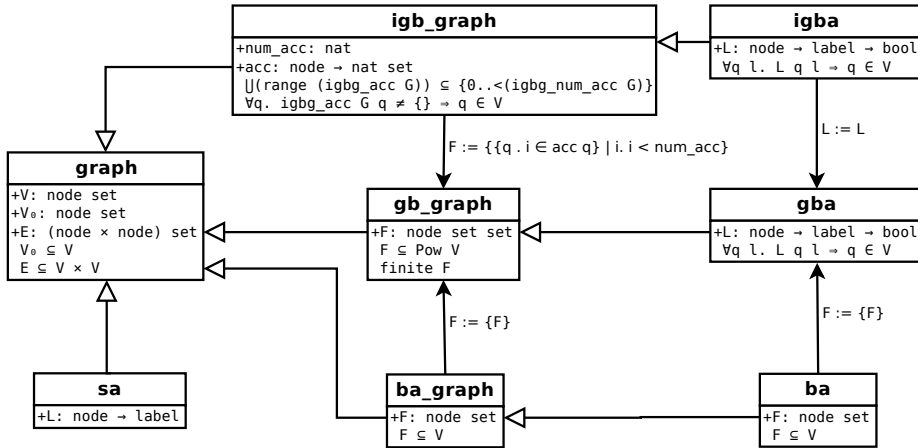 igb_graph
+num_acc: nat
+acc: node → nat set
⋃(range (igbg_acc G)) ⊆ {0..<(igbg_num_acc G)}
∀q. igbg_acc G q ≠ {} ⇒ q ∈ V
igba
+L: node → label → bool
∀q l. L q l ⇒ q ∈ V
F := {{q . i ∈ acc q} | i. i < num_acc}
L := L
graph
+V: node set
+V₀: node set
+E: (node × node) set
V₀ ⊆ V
E ⊆ V × V
gb_graph
+F: node set set
F ⊆ Pow V
finite F
gba
+L: node → label → bool
∀q l. L q l ⇒ q ∈ V
F := {F}
F := {F}
sa
+L: node → label
ba_graph
+F: node set
F ⊆ V
ba
+F: node set
F ⊆ V